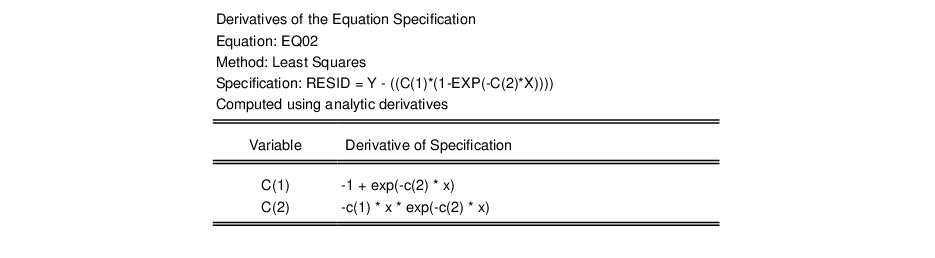 Derivatives of the Equation Specification
Equation: EQ02
Method: Least Squares
Specification: RESID = Y - ((C(1)*(1-EXP(-C(2)*X))))
Computed using analytic derivatives
Variable Derivative of Specification
C(1) -1 + exp(-c(2) * x)
C(2) -c(1) * x * exp(-c(2) * x)